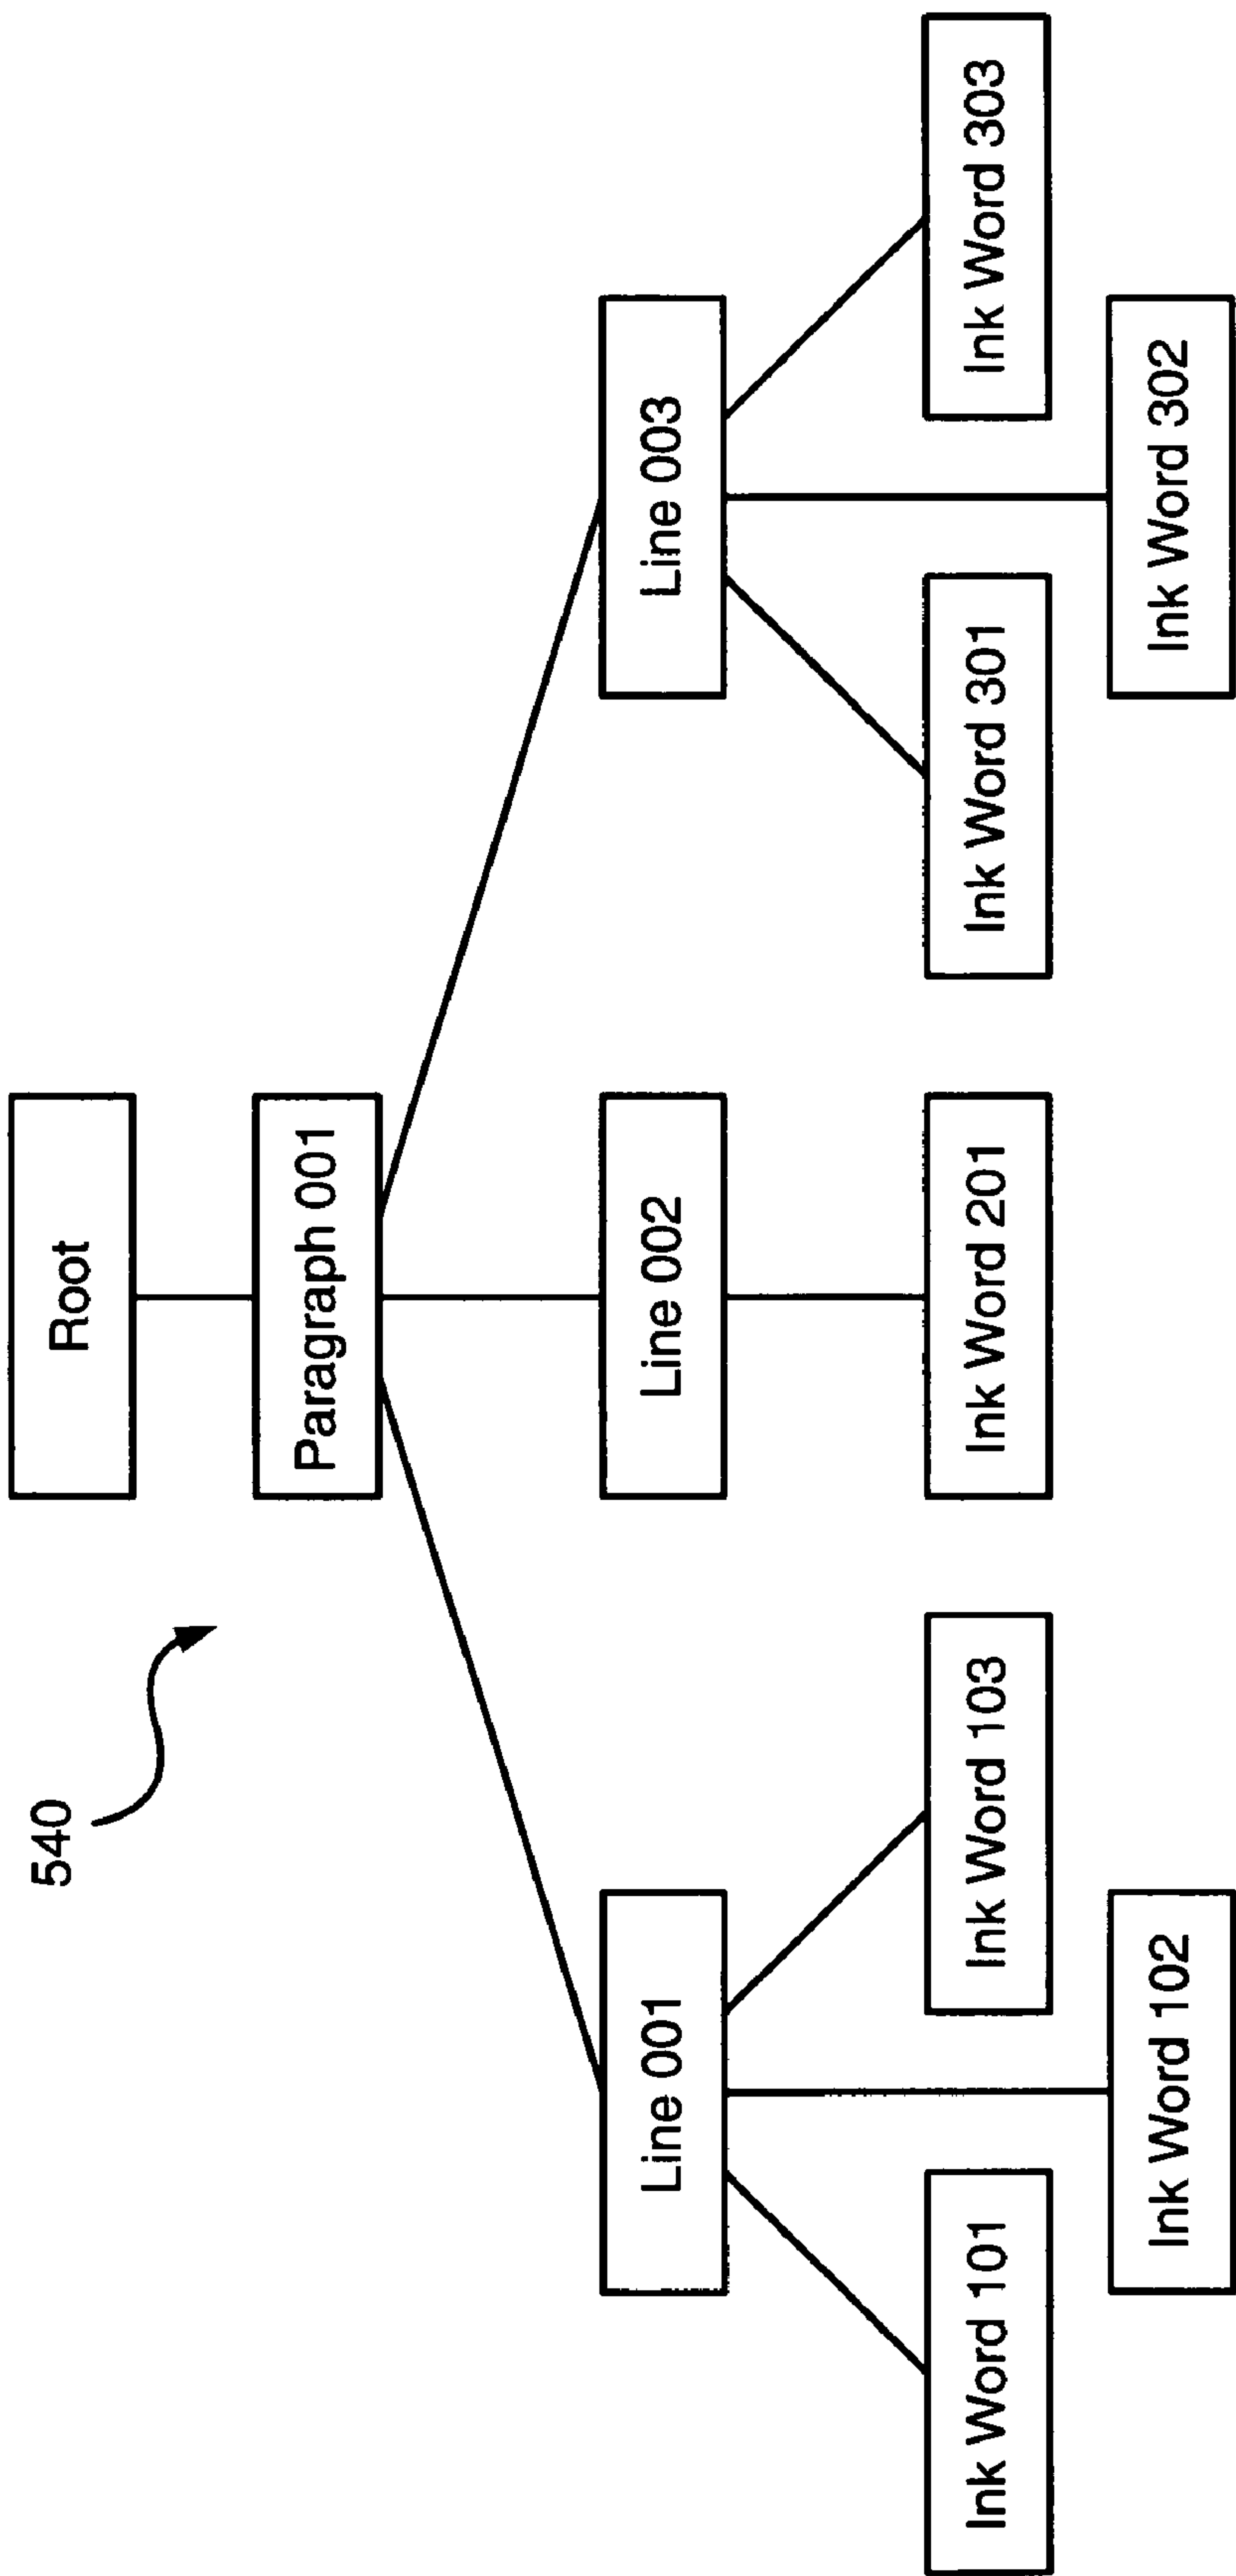 540
Root
Paragraph 001
Line 001
Line 002
Line 003
Ink Word 101
Ink Word 103
Ink Word 201
Ink Word 301
Ink Word 303
Ink Word 102
Ink Word 302